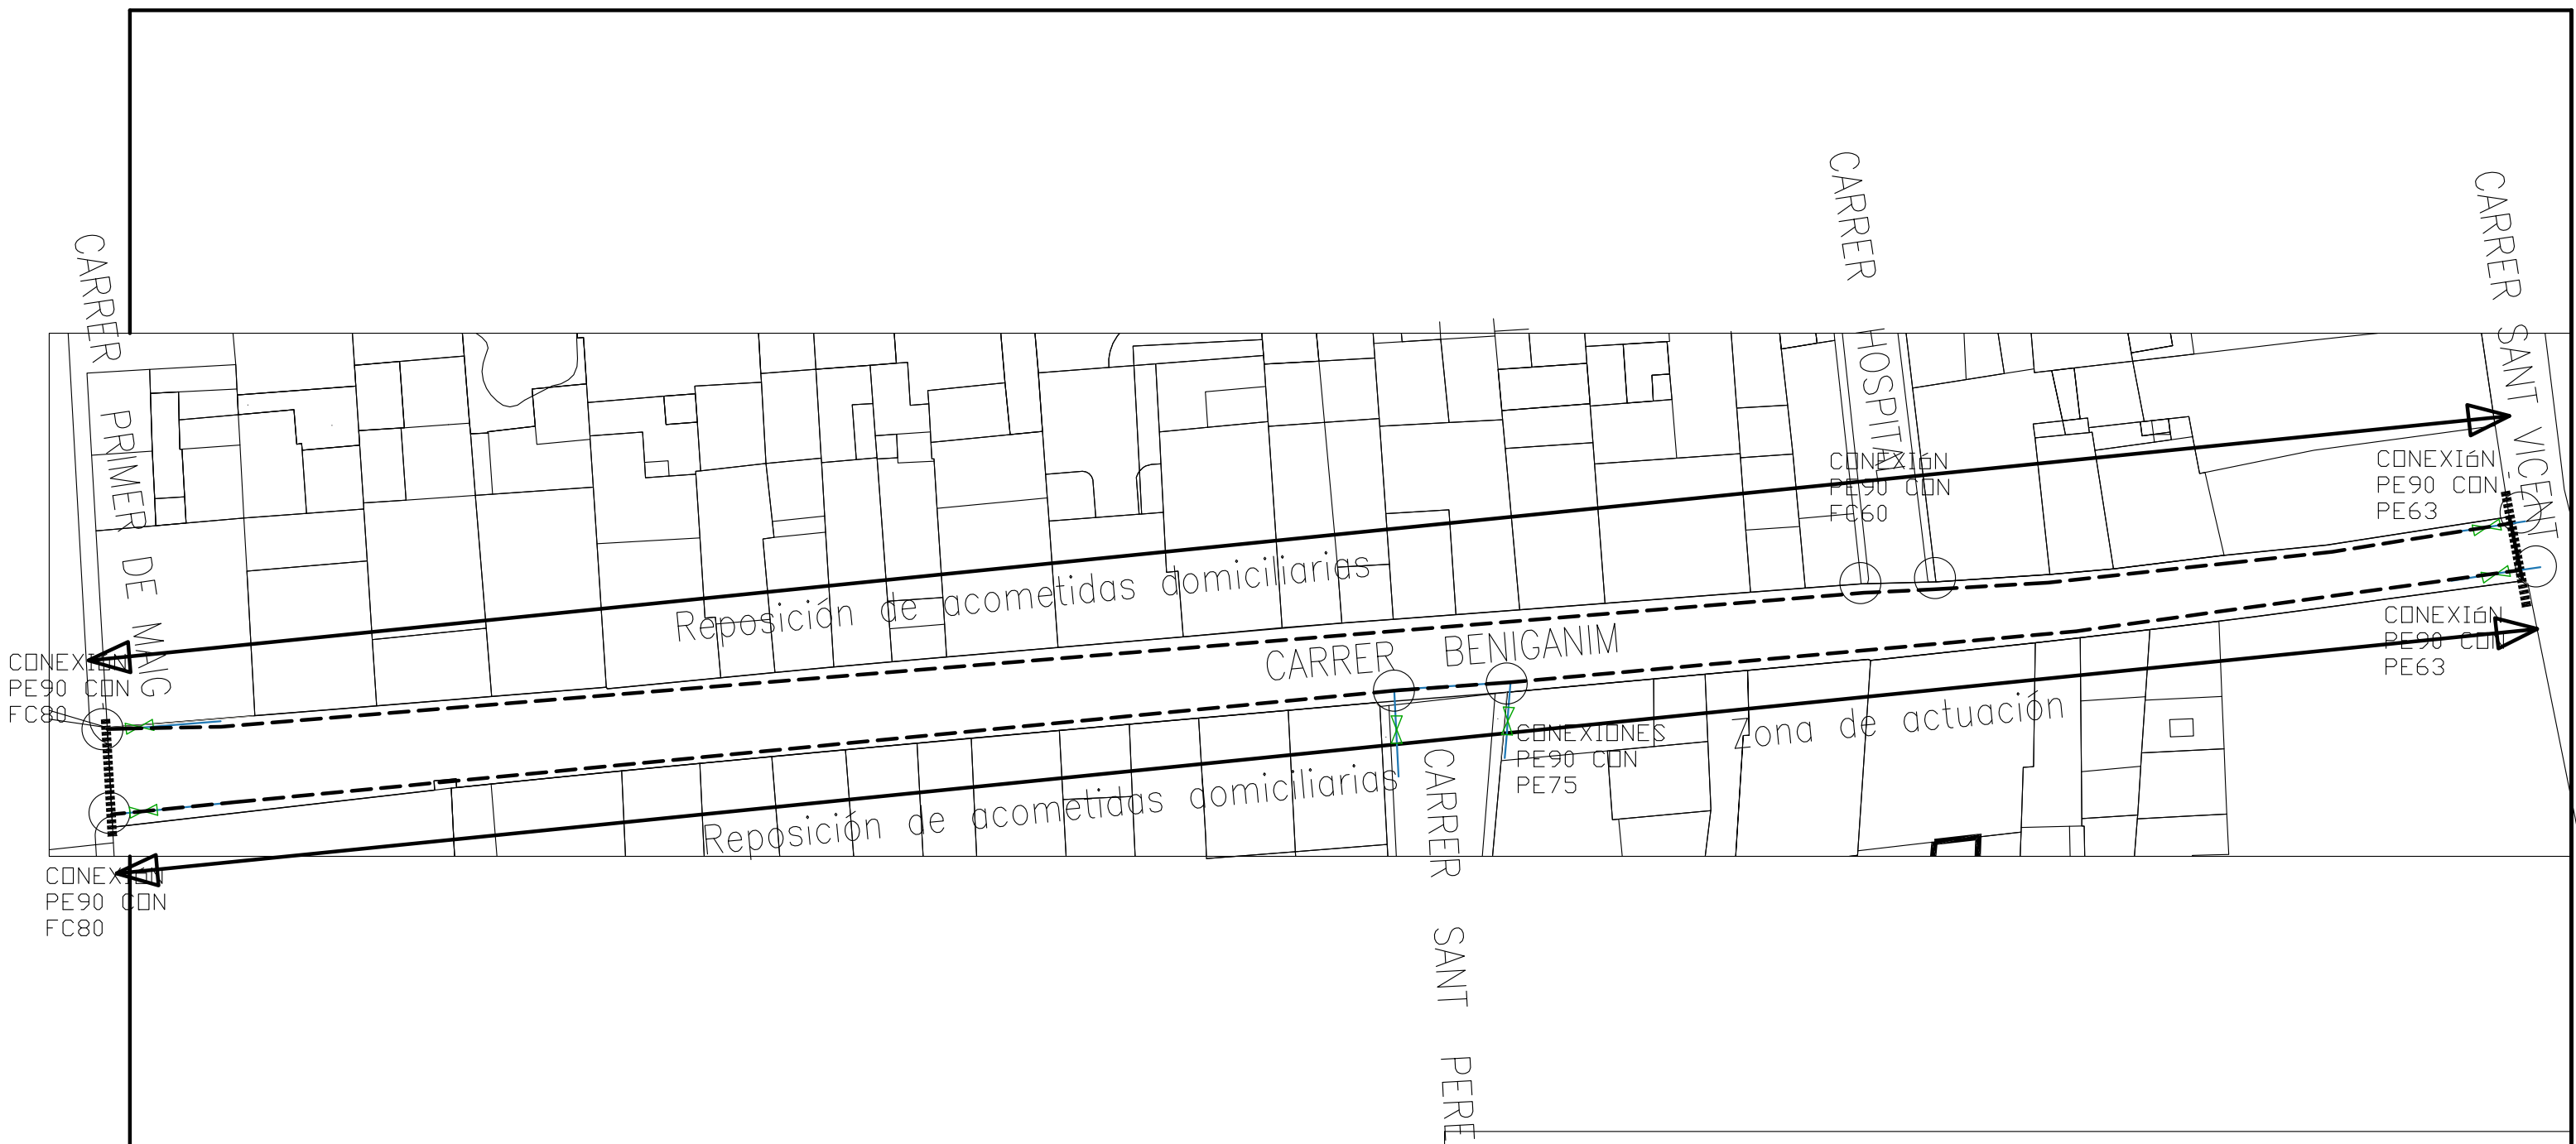 CARRER PRIMER DE MAIG
CARRER HOSPITAL
CARRER SANT VICENT
CONEXIóN
PE90 CON
FC60
CONEXIóN
PE90 CON
PE63
Reposición de acometidas domiciliarias
CARRER BENIGANIM
CONEXIóN
PE90 CON
FC80
CONEXIóN
PE90 CON
PE63
Zona de actuación
CONEXIONES
PE90 CON
PE75
Reposición de acometidas domiciliarias
CONEXIóN
PE90 CON
FC80
CARRER SANT PERE